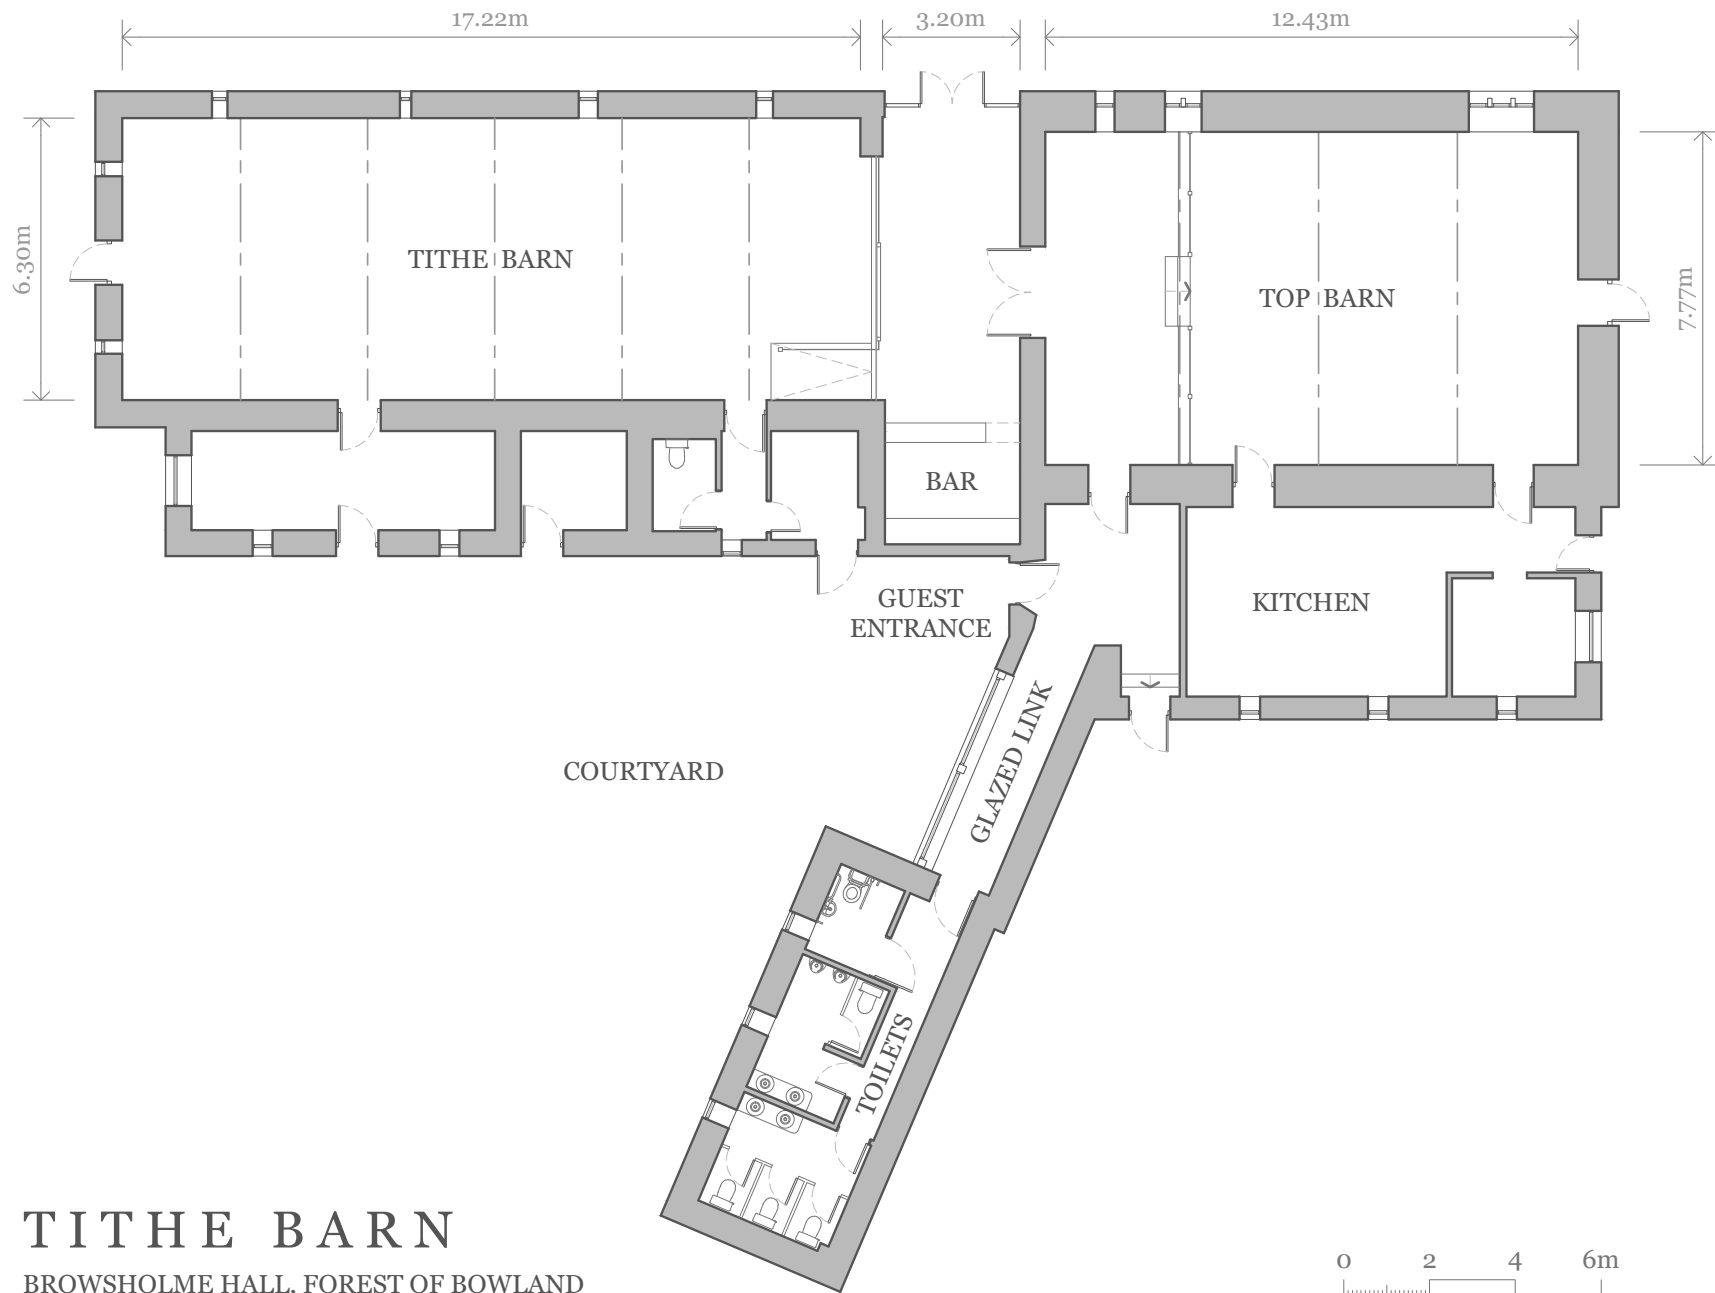 17.22m
3.20m
12.43m
6.30m
TITHE BARN
TOP BARN
7.77m
BAR
GUEST
ENTRANCE
KITCHEN
COURTYARD
GLAZED LINK
TOILETS
TITHE BARN
BROWSHOLME HALL, FOREST OF BOWLAND
0 2 4 6m